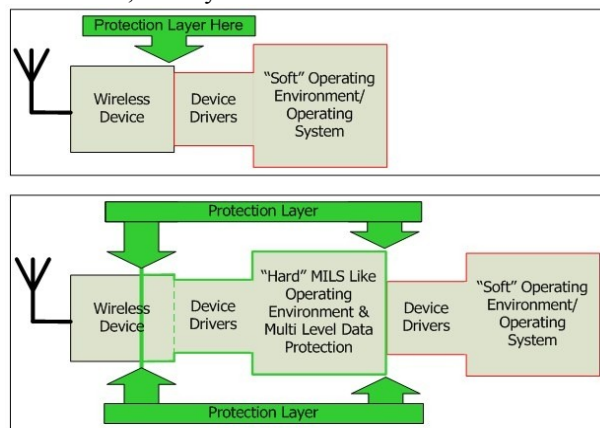 Protection Layer Here
Wireless
Device
Device
Drivers
“Soft” Operating
Environment/
Operating
System
Protection Layer
Wireless
Device
Device
Drivers
“Hard” MILS Like
Operating
Environment &
Multi Level Data
Protection
Device
Drivers
“Soft” Operating
Environment/
Operating
System
Protection Layer